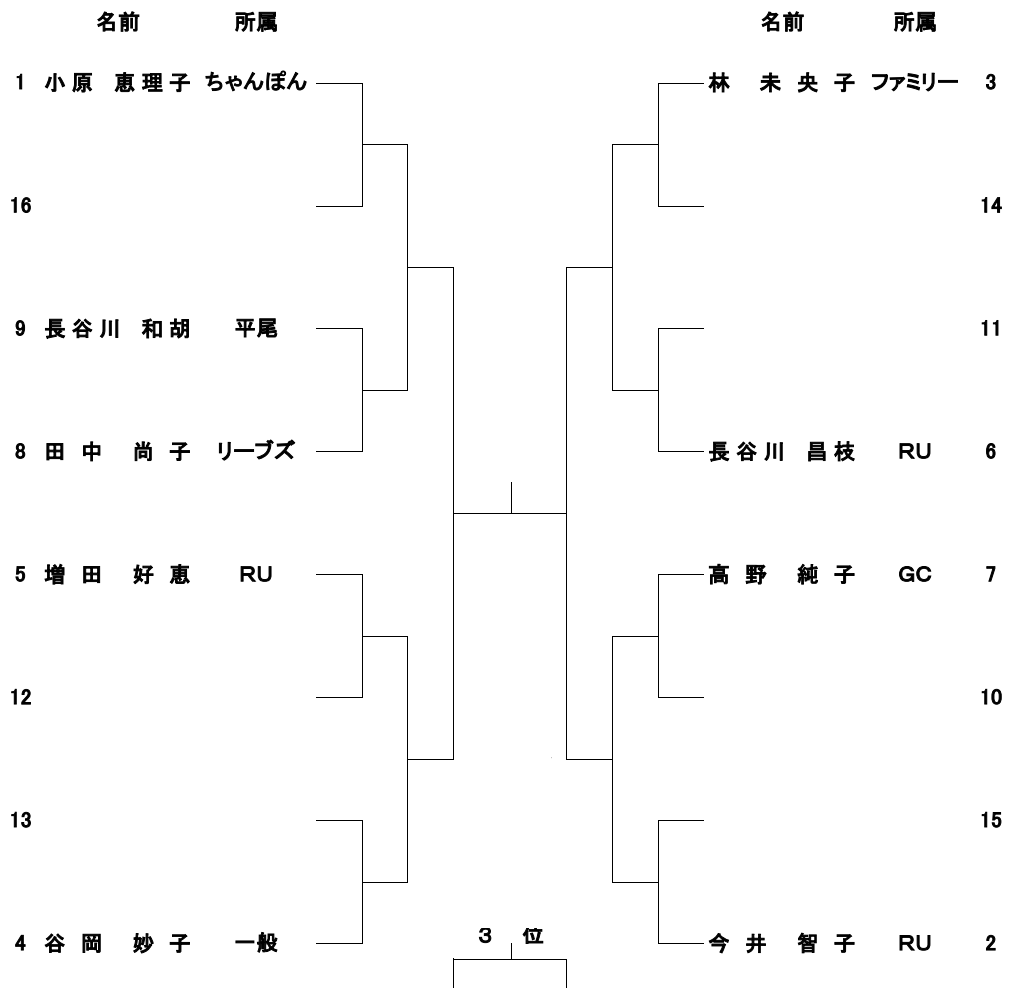 名前 所属 名前 所属
1 小原 恵理子 ちゃんぽん 林 未央子 ファミリー 3
16 14
9 長谷川 和胡 平尾 11
8 田中 尚子 リーブズ 長谷川 昌枝 RU 6
5 増田 好恵 RU 高野 純子 GC 7
12 10
13 15
4 谷岡 妙子 一般 3 位 今井 智子 RU 2